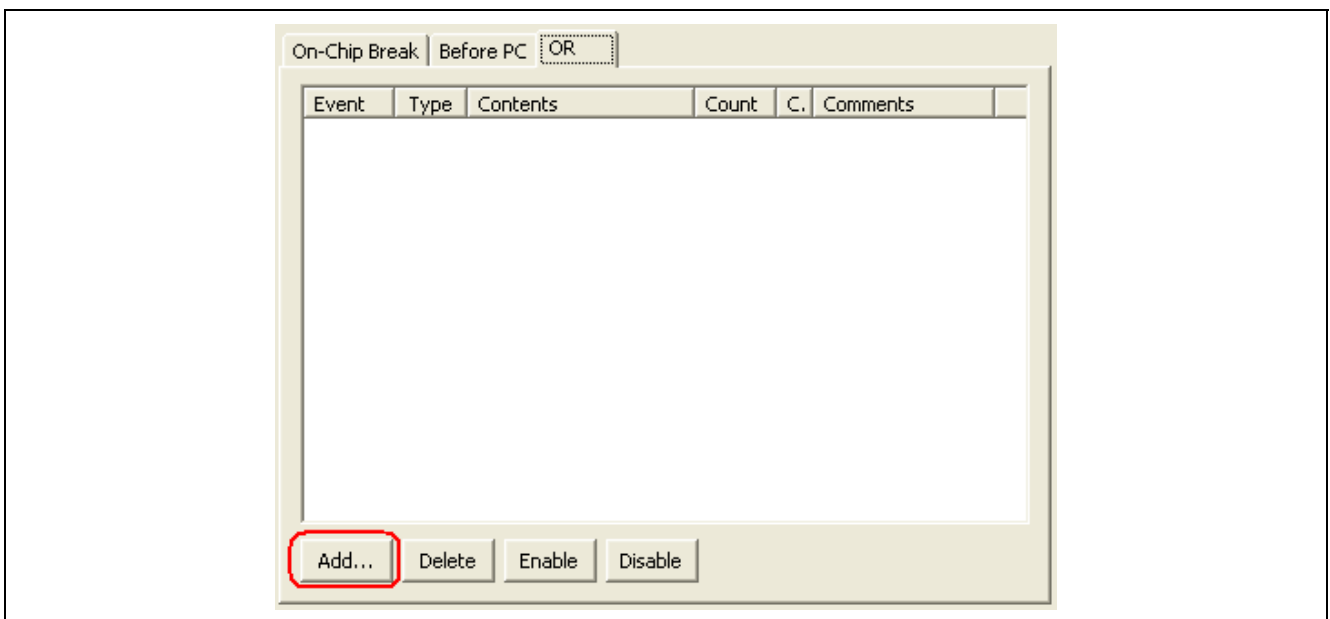 On-Chip Break Before PC OR
Event Type Contents Count C. Comments
Add... Delete Enable Disable